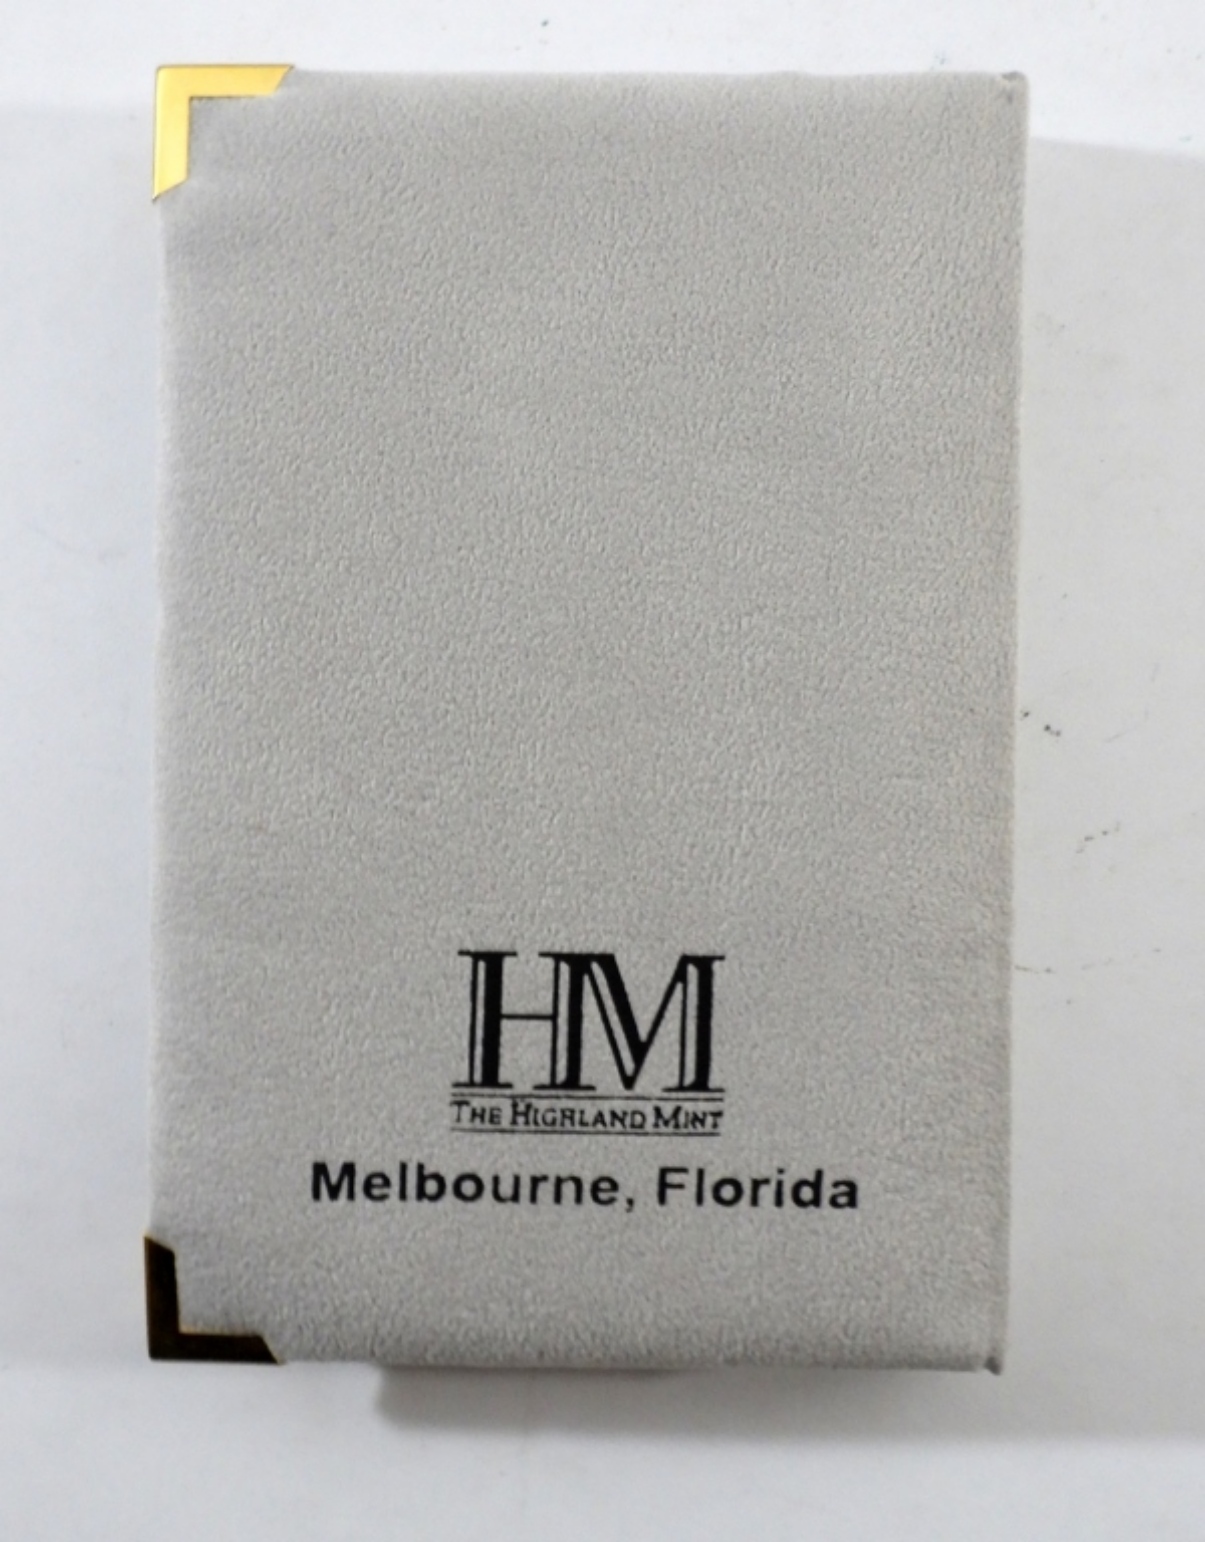 HM
THE HIGHLAND MINT
Melbourne, Florida